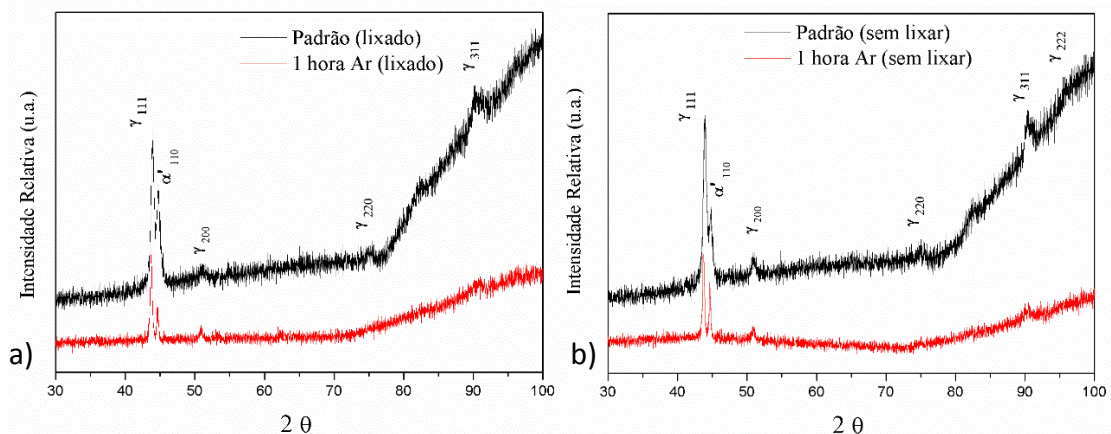 Padrão (lixado)
1 hora Ar (lixado)
γ 111
α' 110
γ 200
γ 220
γ 311
Intensidade Relativa (u.a.)
a)
30 40 50 60 70 80 90 100
2 θ
Padrão (sem lixar)
1 hora Ar (sem lixar)
γ 111
α' 110
γ 200
γ 220
γ 311
γ 222
Intensidade Relativa (u.a.)
b)
30 40 50 60 70 80 90 100
2 θ